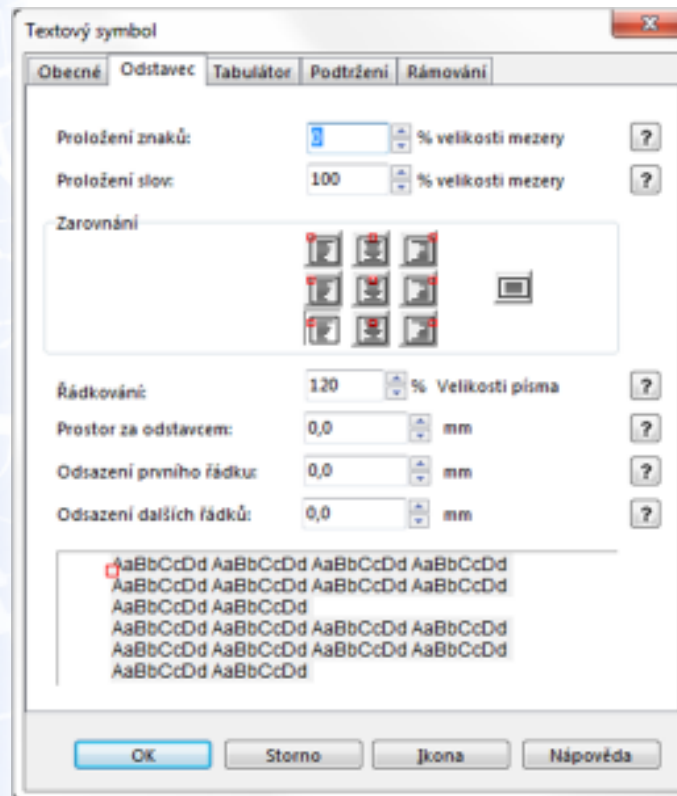 Textový symbol
Obecné Odstavec Tabulátor Podtržení Rámování
Proložení znaků: 0 % velikosti mezery ?
Proložení slov: 100 % velikosti mezery ?
Zarovnání
Řádkování: 120 % Velikosti písma ?
Prostor za odstavcem: 0,0 mm ?
Odsazení prvního řádku: 0,0 mm ?
Odsazení dalších řádků: 0,0 mm ?
AaBbCcDd AaBbCcDd AaBbCcDd AaBbCcDd
AaBbCcDd AaBbCcDd AaBbCcDd AaBbCcDd
AaBbCcDd AaBbCcDd
AaBbCcDd AaBbCcDd AaBbCcDd AaBbCcDd
AaBbCcDd AaBbCcDd AaBbCcDd AaBbCcDd
AaBbCcDd AaBbCcDd
OK Storno Ikona Nápověda